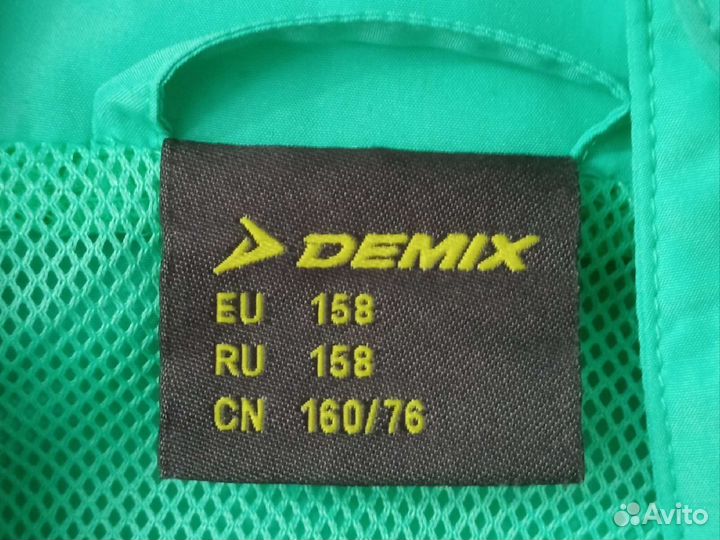 DEMIX
EU 158
RU 158
CN 160/76
Avito